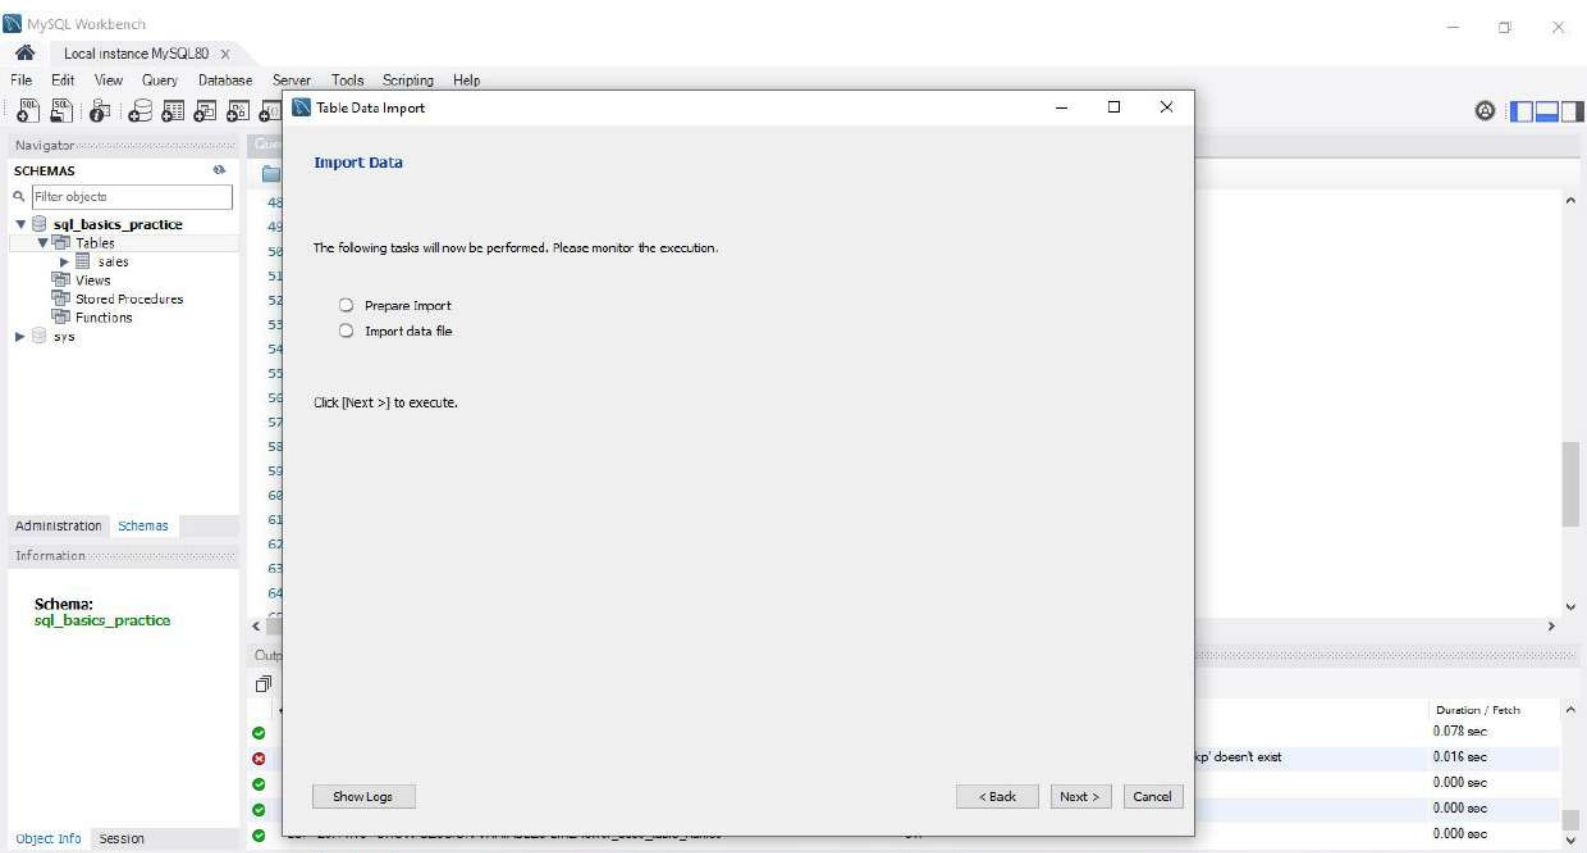 MySQL Workbench
Local instance MySQL80 x
File Edit View Query Database Server Tools Scripting Help
Table Data Import
Navigator
SCHEMAS
Filter objects
sql_basics_practice
Tables
sales
Views
Stored Procedures
Functions
sys
Administration Schemas
Information
Schema:
sql_basics_practice
Object Info Session
48
49
50
51
52
53
54
55
56
57
58
59
60
61
62
63
64
Import Data
The following tasks will now be performed. Please monitor the execution.
Prepare Import
Import data file
Click [Next >] to execute.
Show Logs < Back Next > Cancel
Outp
Duration / Fetch
0.078 sec
kp' doesn't exist 0.016 sec
0.000 sec
0.000 sec
0.000 sec